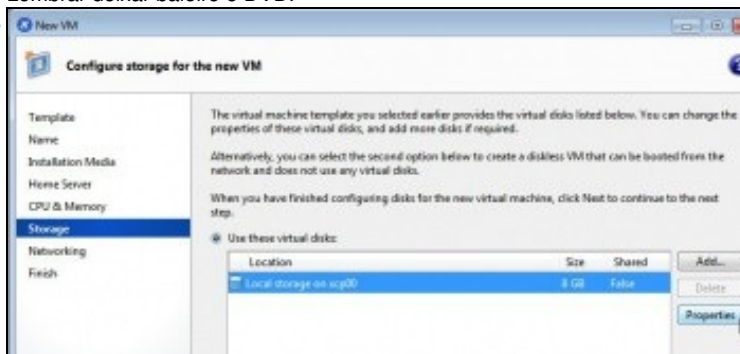 New VM
Configure storage for the new VM
Template
Name
Installation Media
Home Server
CPU & Memory
Storage
Networking
Finish
The virtual machine template you selected earlier provides the virtual disks listed below. You can change the
properties of these virtual disks, and add more disks if required.
Alternatively, you can select the second option below to create a diskless VM that can be booted from the
network and does not use any virtual disks.
When you have finished configuring disks for the new virtual machine, click Next to continue to the next
step.
Use these virtual disks:
Location Size Shared
Local storage on xcp00 8 GB False
Add...
Delete
Properties